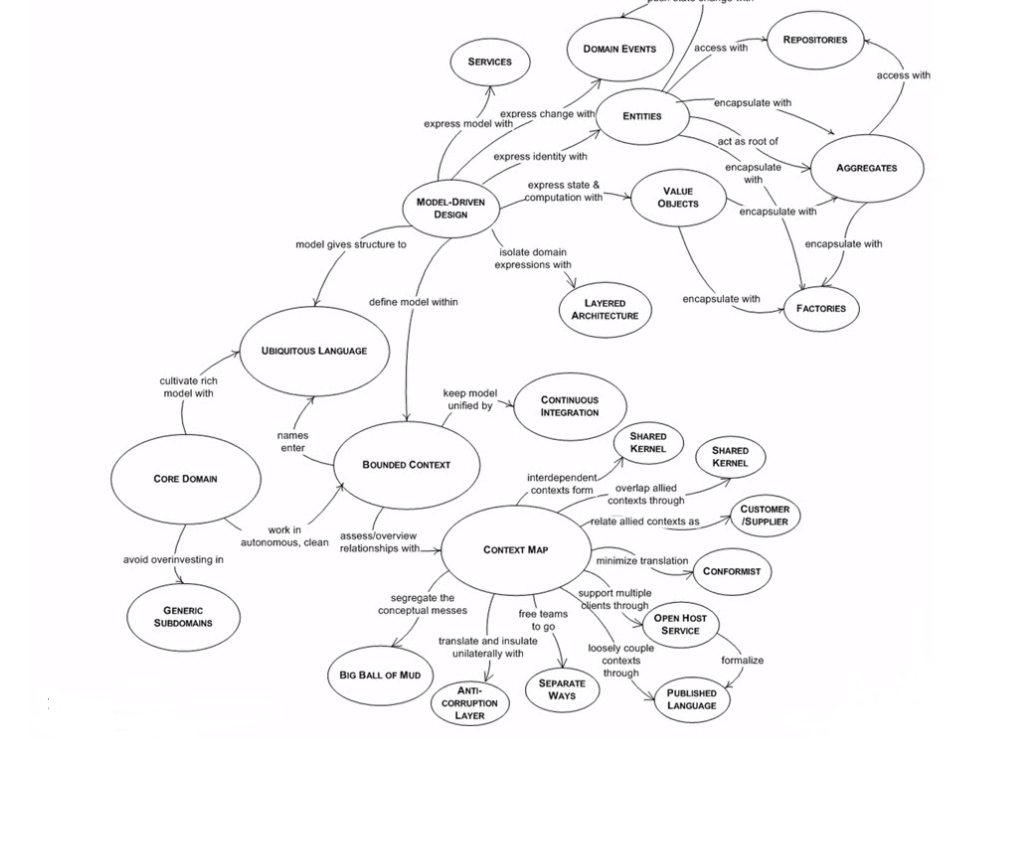 push state change with
DOMAIN EVENTS
access with
REPOSITORIES
SERVICES
access with
express change with
express model with
ENTITIES
encapsulate with
act as root of
express identity with
encapsulate
with
AGGREGATES
express state &
computation with
VALUE
OBJECTS
MODEL-DRIVEN
DESIGN
encapsulate with
model gives structure to
isolate domain
expressions with
encapsulate with
define model within
LAYERED
ARCHITECTURE
encapsulate with
FACTORIES
UBIQUITOUS LANGUAGE
cultivate rich
model with
keep model
unified by
CONTINUOUS
INTEGRATION
names
enter
SHARED
KERNEL
SHARED
KERNEL
BOUNDED CONTEXT
CORE DOMAIN
interdependent
contexts form
overlap allied
contexts through
CUSTOMER
/SUPPLIER
relate allied contexts as
work in
autonomous, clean
assess/overview
relationships with
CONTEXT MAP
avoid overinvesting in
minimize translation
CONFORMIST
GENERIC
SUBDOMAINS
segregate the
conceptual messes
free teams
to go
support multiple
clients through
OPEN HOST
SERVICE
translate and insulate
unilaterally with
loosely couple
contexts
through
formalize
BIG BALL OF MUD
ANTI-
CORRUPTION
LAYER
SEPARATE
WAYS
PUBLISHED
LANGUAGE